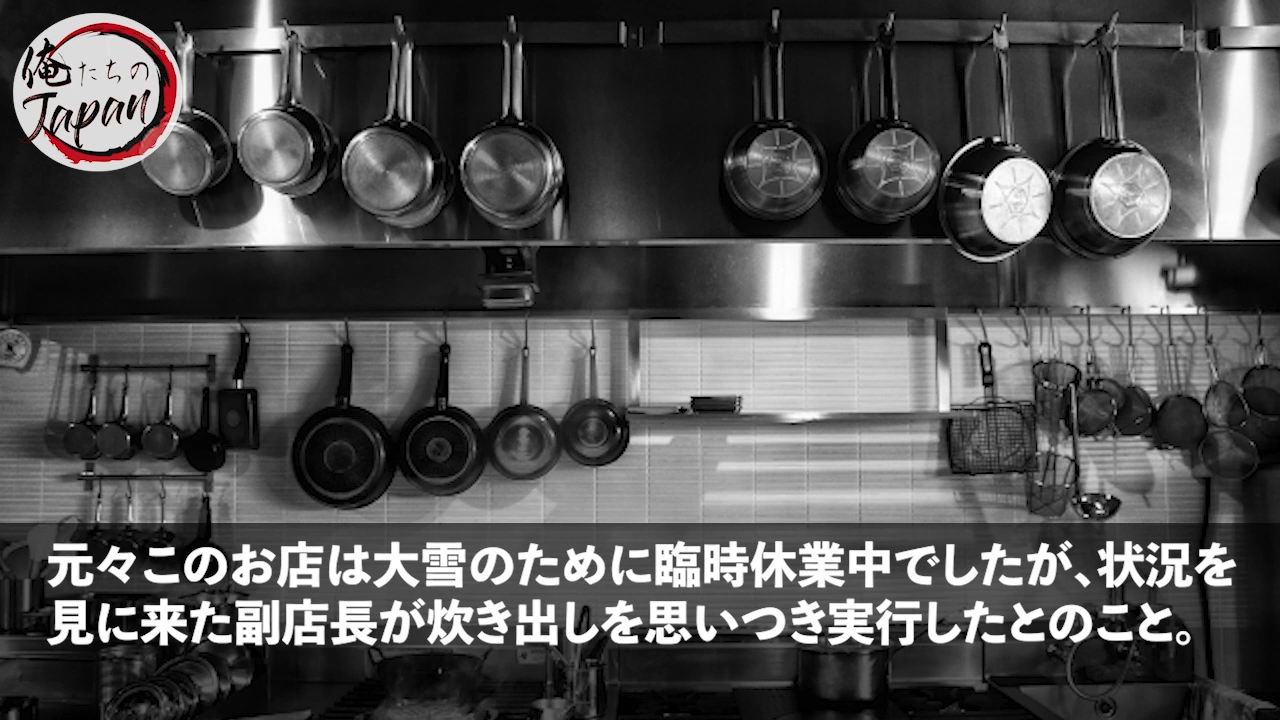 俺たちの
Japan
元々このお店は大雪のために臨時休業中でしたが、状況を
見に来た副店長が炊き出しを思いつき実行したとのこと。